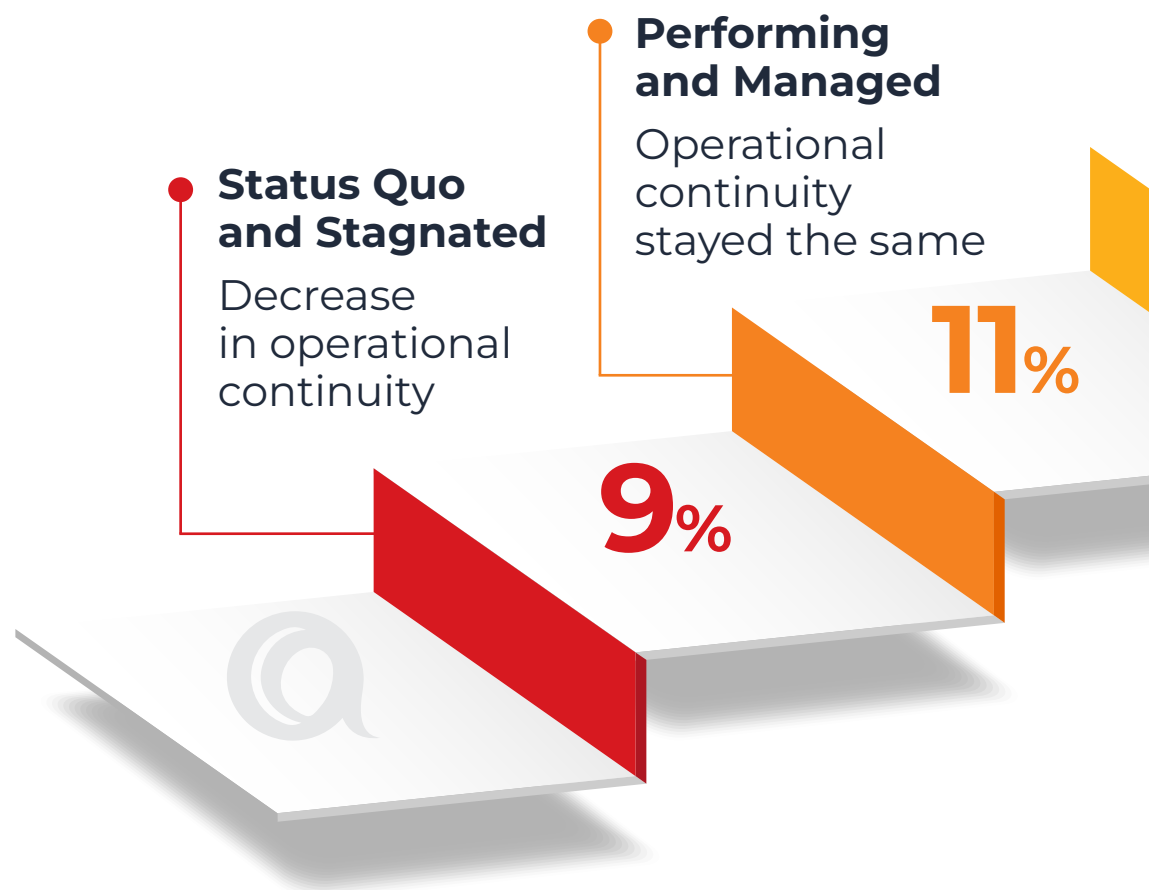 Performing
and Managed
Operational
continuity
stayed the same
11%
Status Quo
and Stagnated
Decrease
in operational
continuity
9%